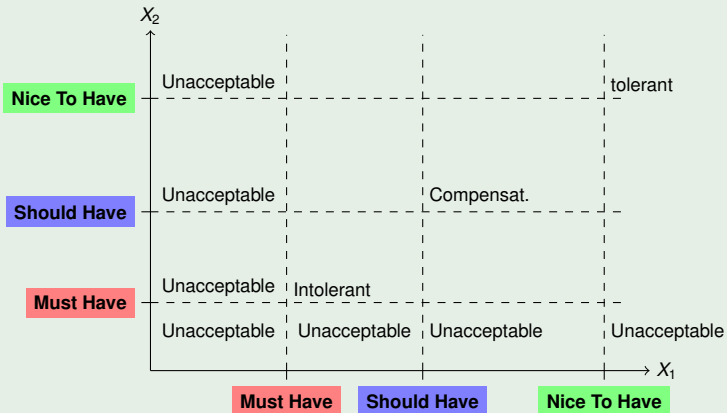 X2
Unacceptable
tolerant
Nice To Have
Unacceptable
Compensat.
Should Have
Unacceptable
Intolerant
Must Have
Unacceptable Unacceptable Unacceptable Unacceptable
X1
Must Have Should Have Nice To Have